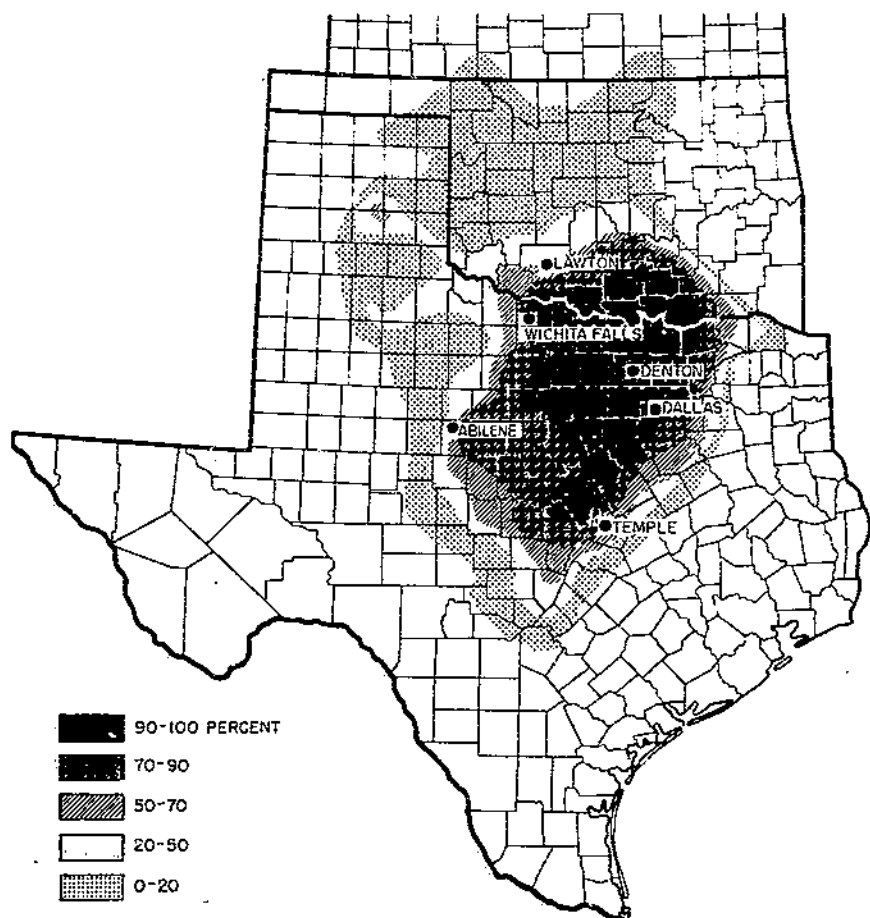 LAWTON
WICHITA FALLS
DENTON
DALLAS
ABILENE
TEMPLE
90-100 PERCENT
70-90
50-70
20-50
0-20